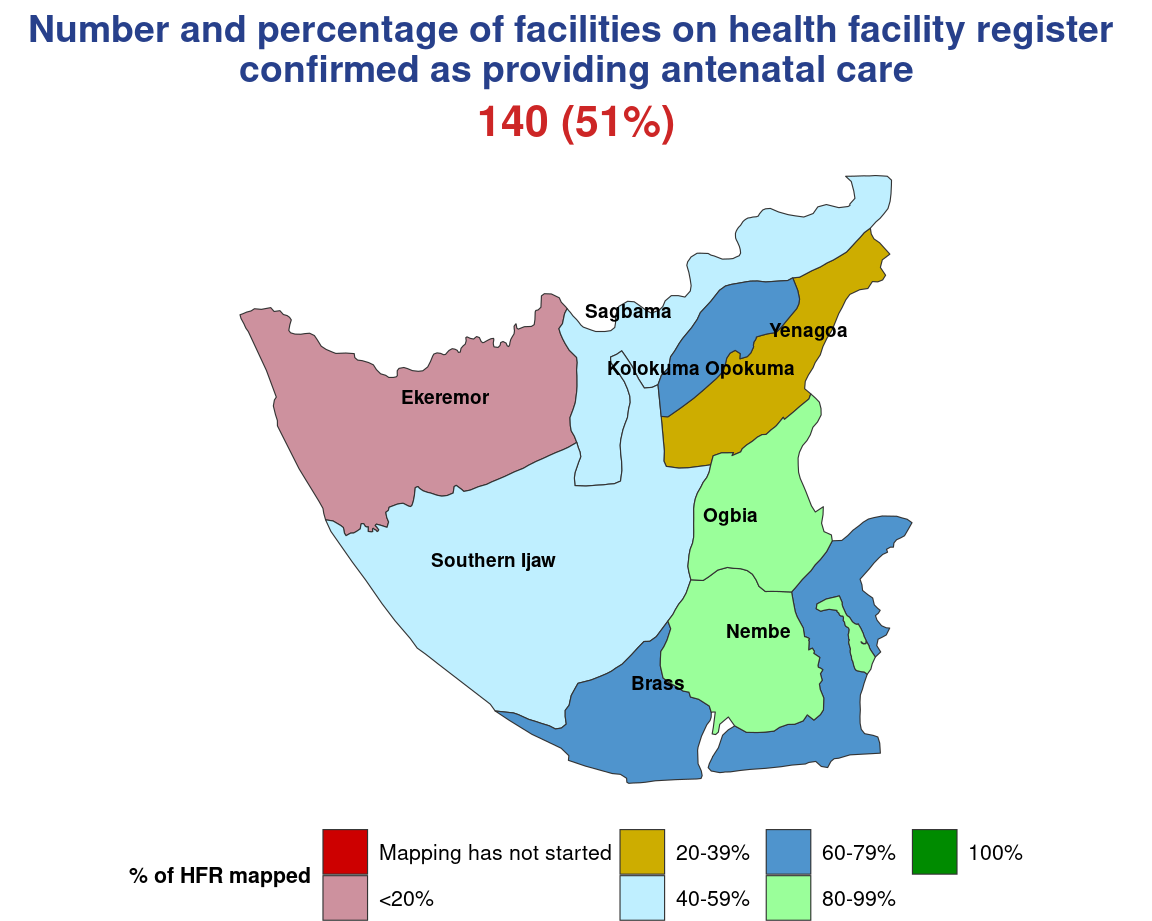 Number and percentage of facilities on health facility register
confirmed as providing antenatal care
140 (51%)
Sagbama
Yenagoa
Kolokuma Opokuma
Ekeremor
Ogbia
Southern Ijaw
Nembe
Brass
% of HFR mapped
Mapping has not started
<20%
20-39%
40-59%
60-79%
80-99%
100%